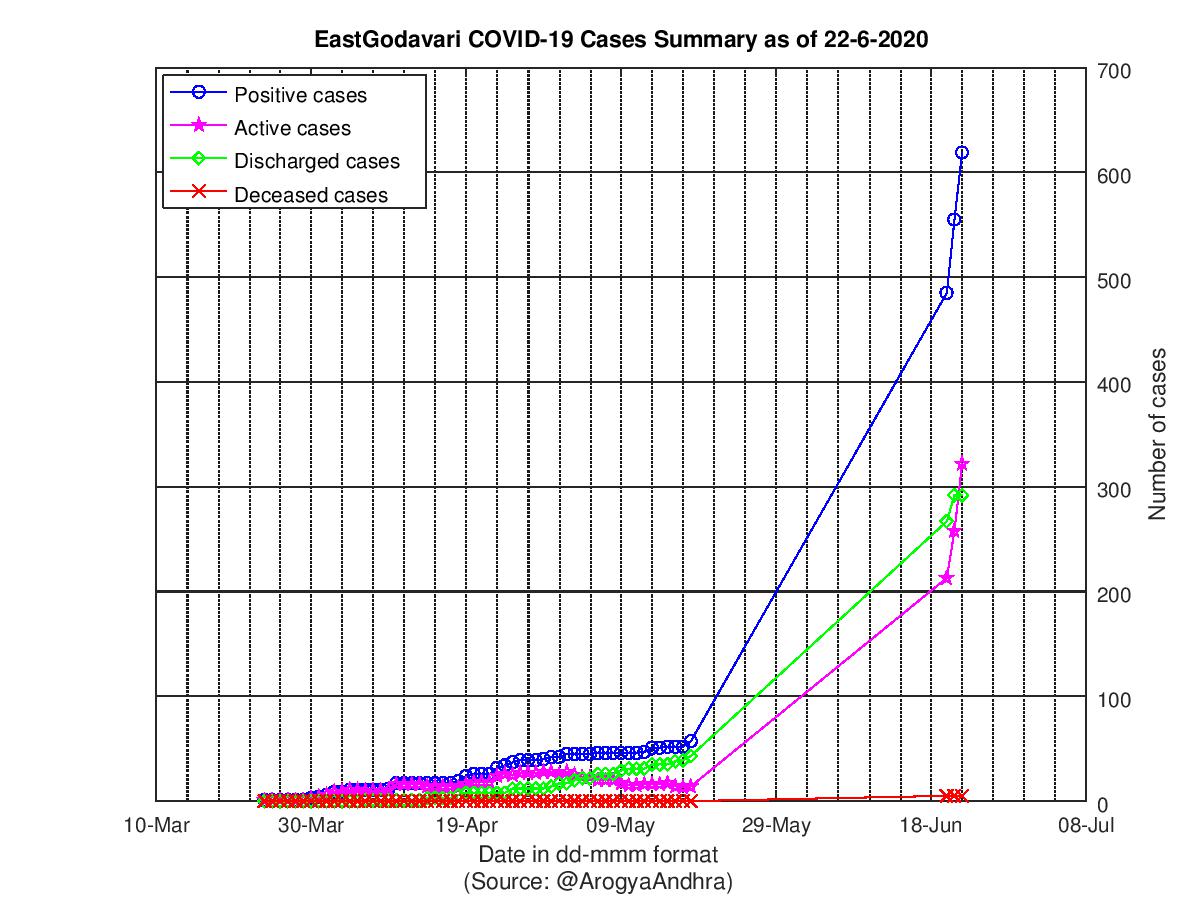 EastGodavari COVID-19 Cases Summary as of 22-6-2020
Positive cases
Active cases
Discharged cases
Deceased cases
700
600
500
400
300
200
100
0
Number of cases
10-Mar 30-Mar 19-Apr 09-May 29-May 18-Jun 08-Jul
Date in dd-mmm format
(Source: @ArogyaAndhra)